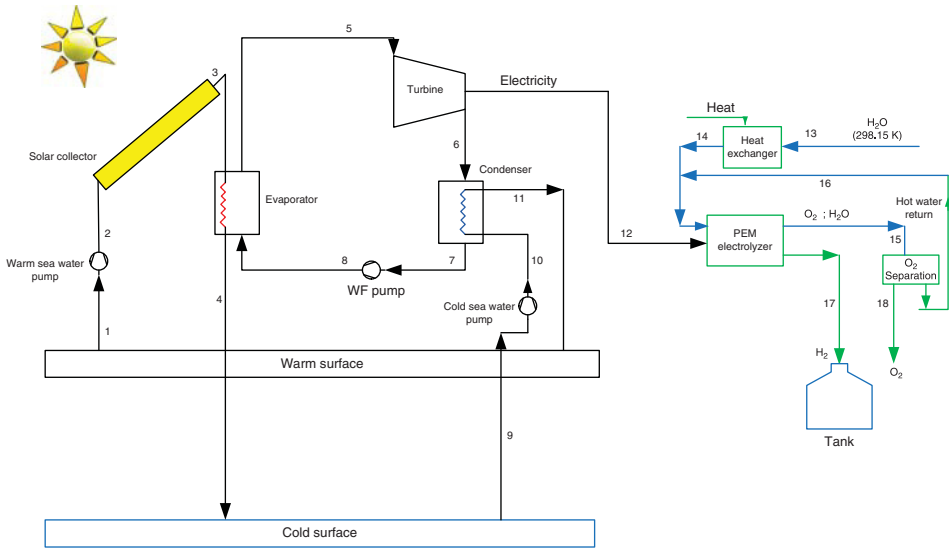 5
Turbine
Electricity
3
Heat
H₂O
(298.15 K)
13
14
Heat
exchanger
6
Condenser
Solar collector
11
16
Evaporator
Hot water
return
O₂ ; H₂O
2
12
PEM
electrolyzer
15
Warm sea water
pump
8
7
10
O₂
Separation
WF pump
4
Cold sea water
pump
17
18
1
H₂
Warm surface
O₂
9
Tank
Cold surface